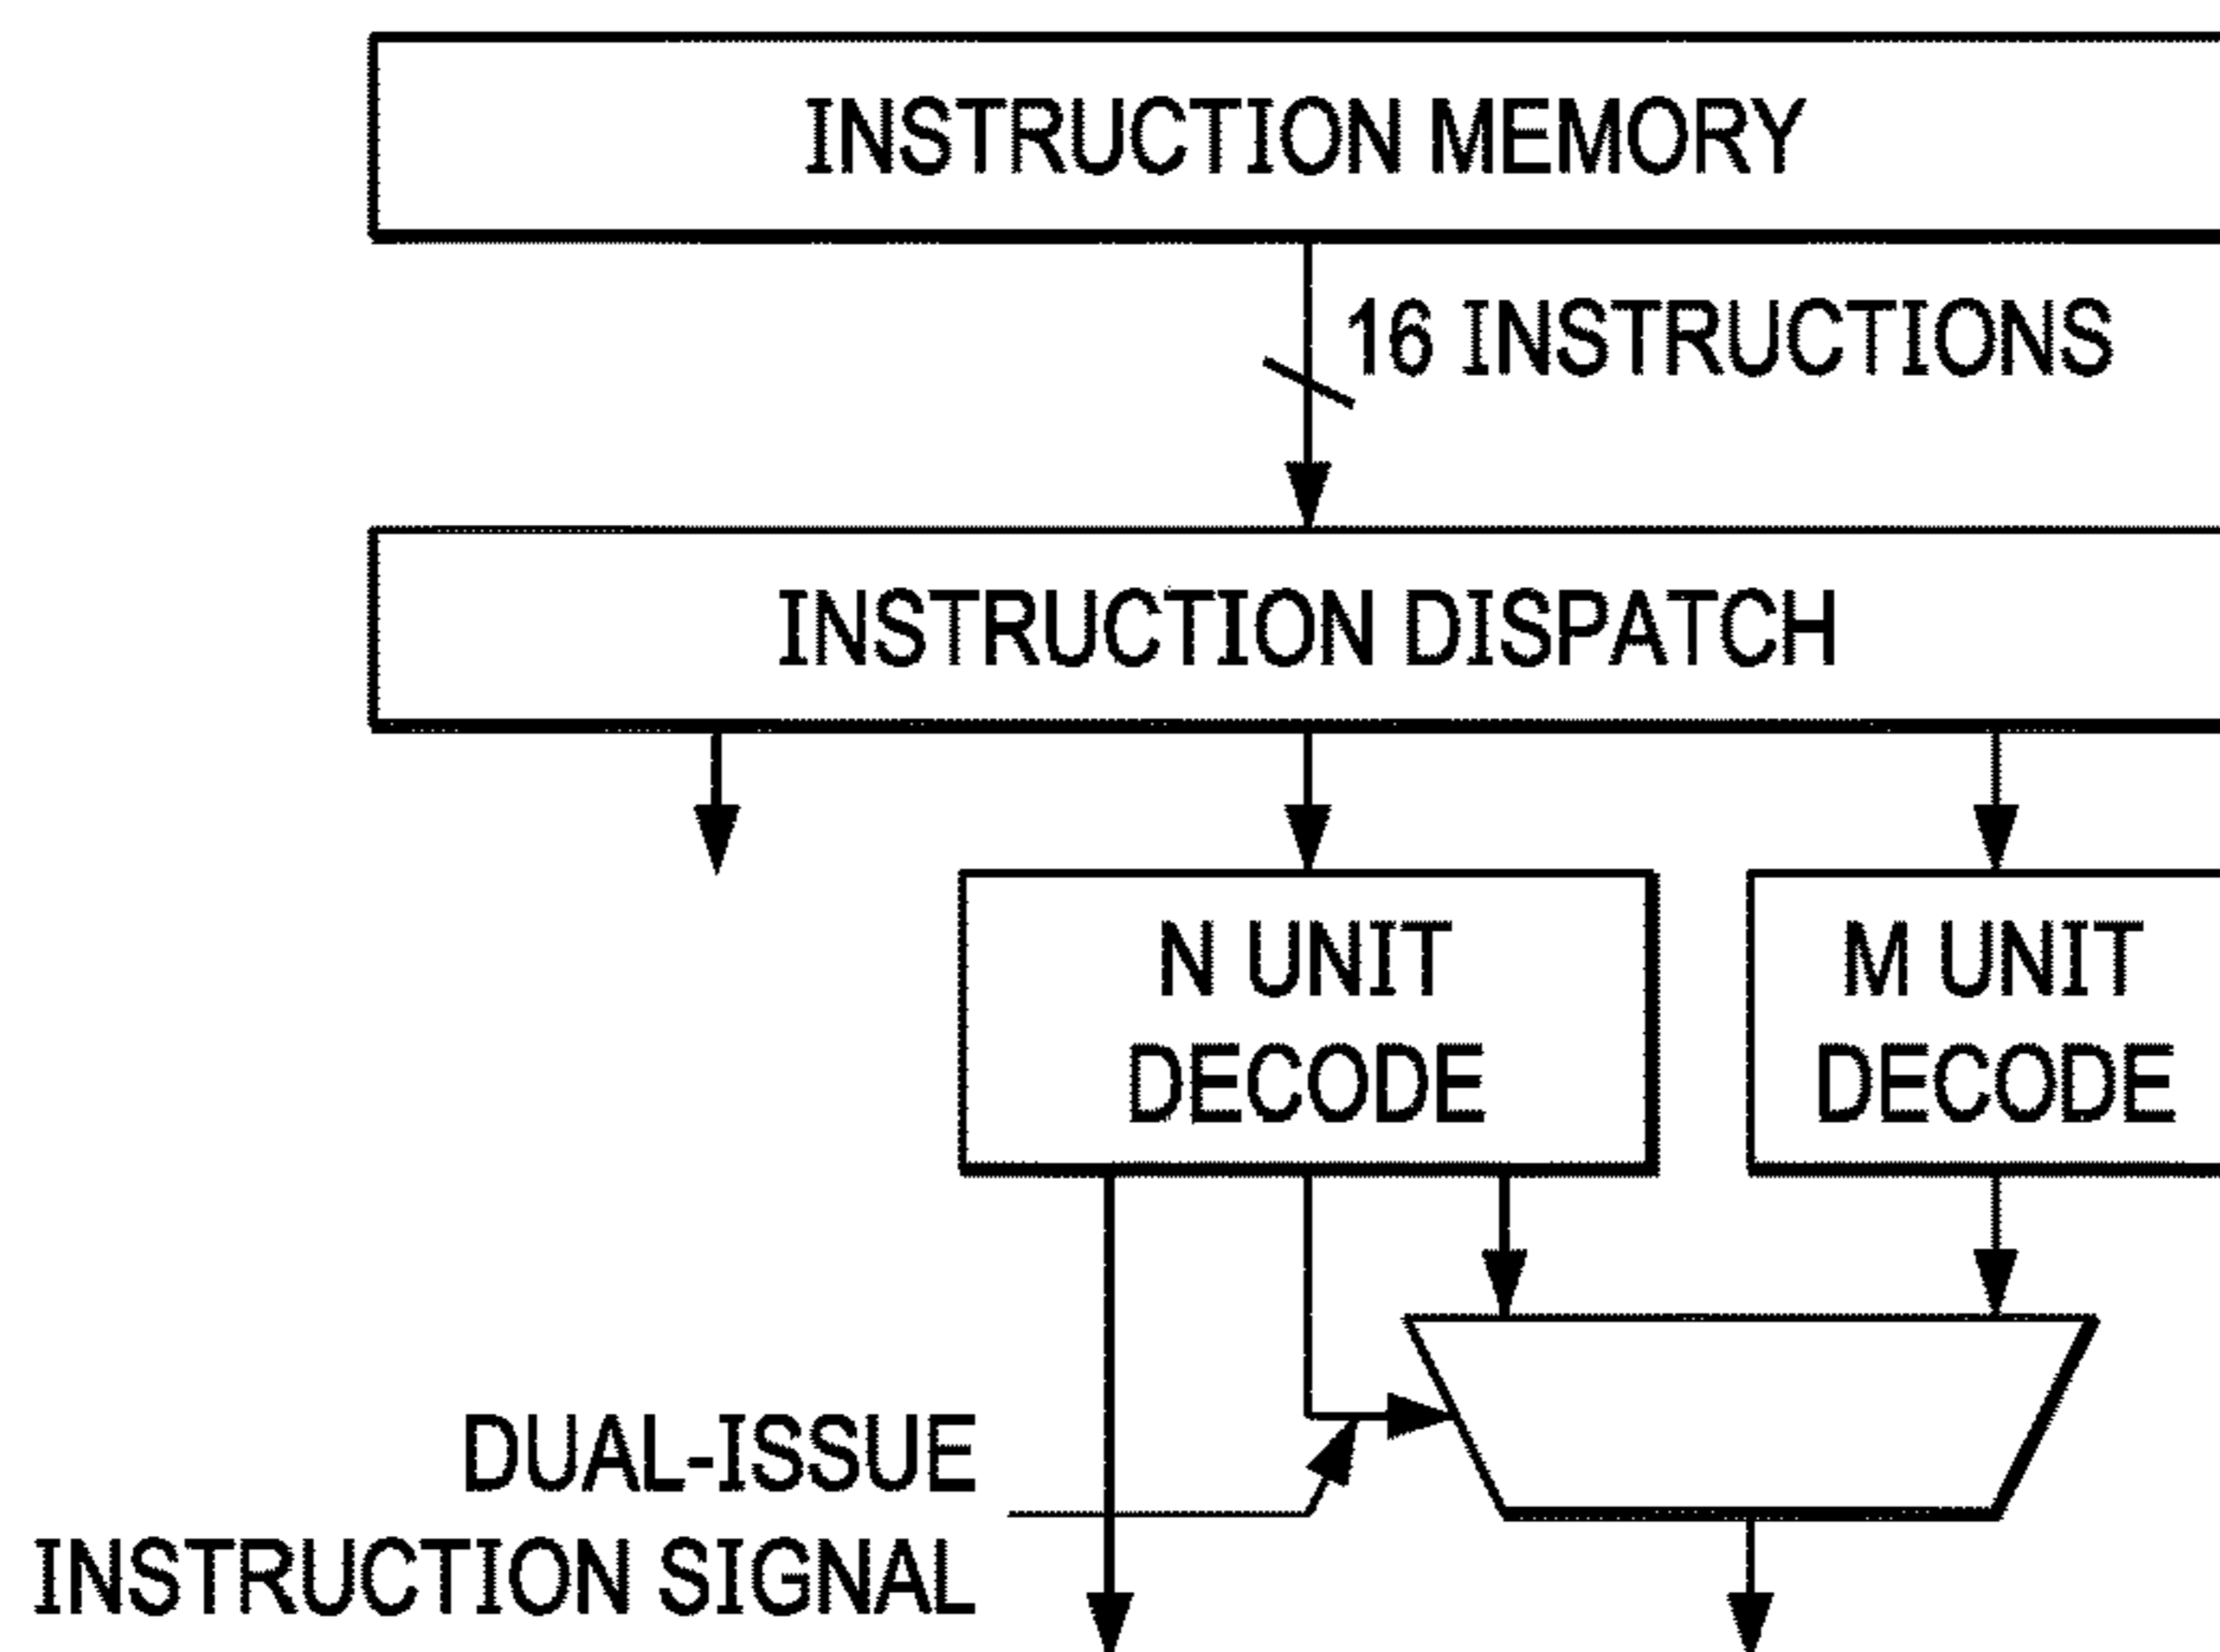 INSTRUCTION MEMORY
16 INSTRUCTIONS
INSTRUCTION DISPATCH
N UNIT
DECODE
M UNIT
DECODE
DUAL-ISSUE
INSTRUCTION SIGNAL